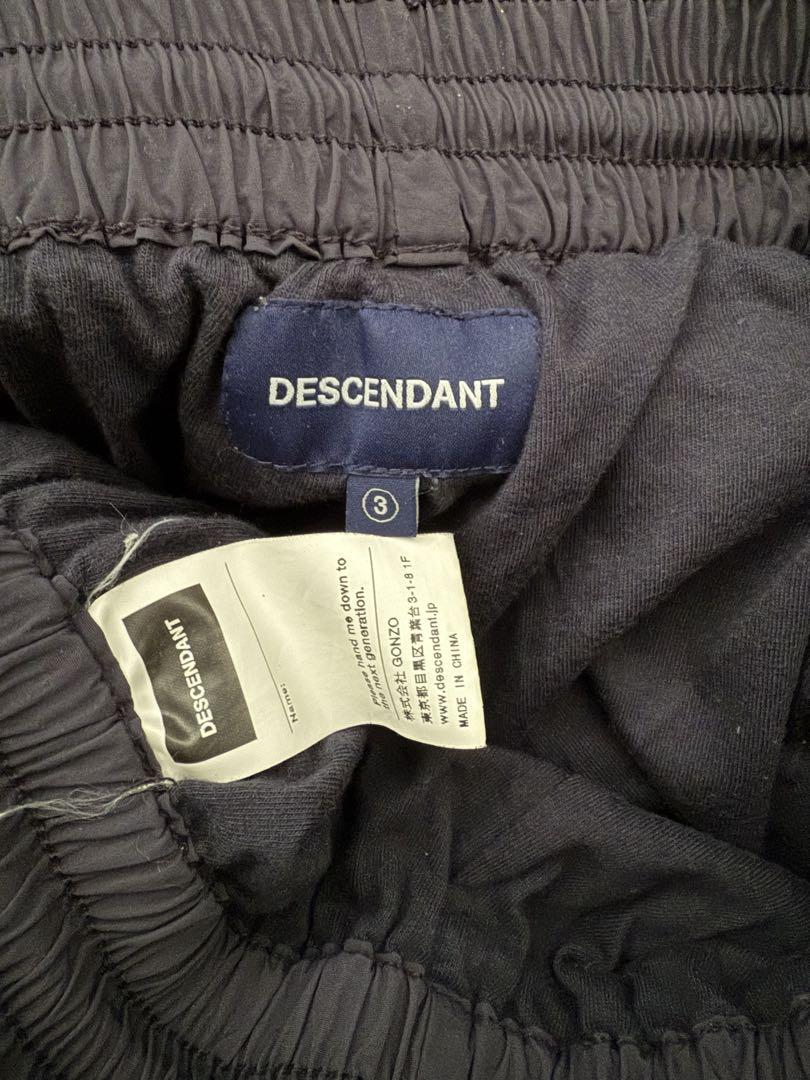 DESCENDANT
3
DESCENDANT
Name:
Please hand me down to
the next generation.
株式会社 GONZO
東京都目黒区青葉台 3-1-8 1F
www.descendant.jp
MADE IN CHINA